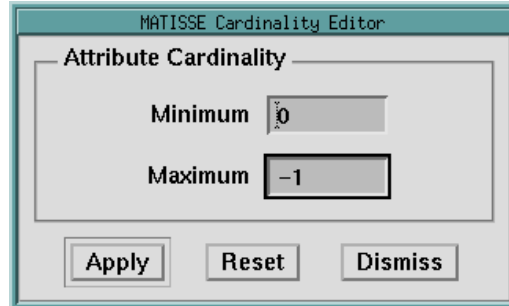 MATISSE Cardinality Editor
Attribute Cardinality
Minimum 0
Maximum -1
Apply Reset Dismiss